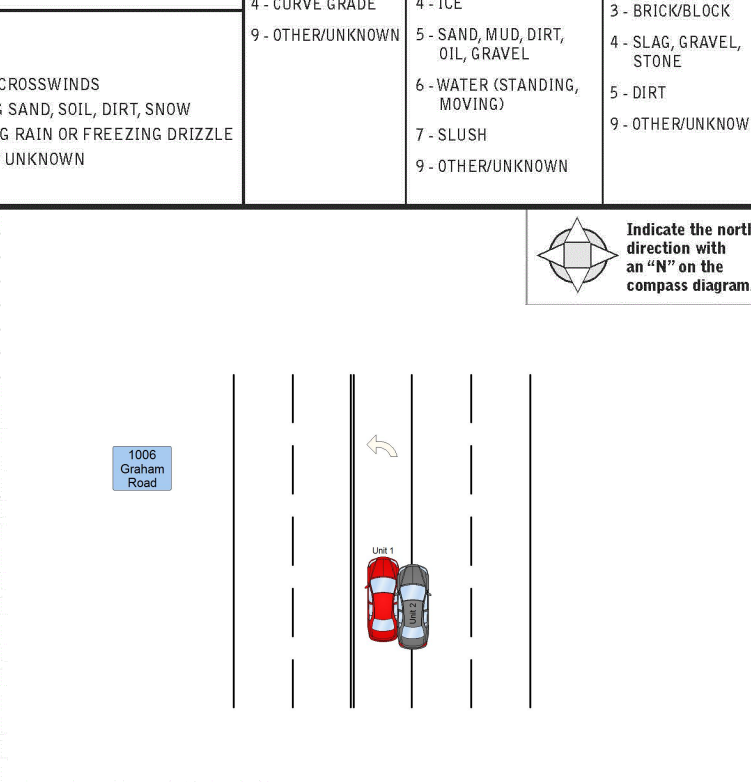 CROSSWINDS
SAND, SOIL, DIRT, SNOW
G RAIN OR FREEZING DRIZZLE
UNKNOWN
4 - CURVE GRADE
9 - OTHER/UNKNOWN
4 - ICE
5 - SAND, MUD, DIRT,
OIL, GRAVEL
6 - WATER (STANDING,
MOVING)
7 - SLUSH
9 - OTHER/UNKNOWN
3 - BRICK/BLOCK
4 - SLAG, GRAVEL,
STONE
5 - DIRT
9 - OTHER/UNKNOW
Indicate the north
direction with
an “N” on the
compass diagram
1006
Graham
Road
Unit 1
Unit 2